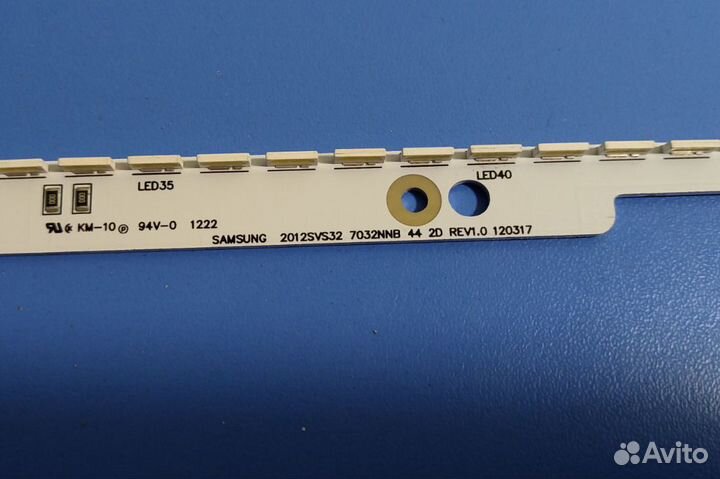 LED35
LED40
KM-10 P 94V-0 1222
SAMSUNG 2012SVS32 7032NNB 44 2D REV1.0 120317
Avito